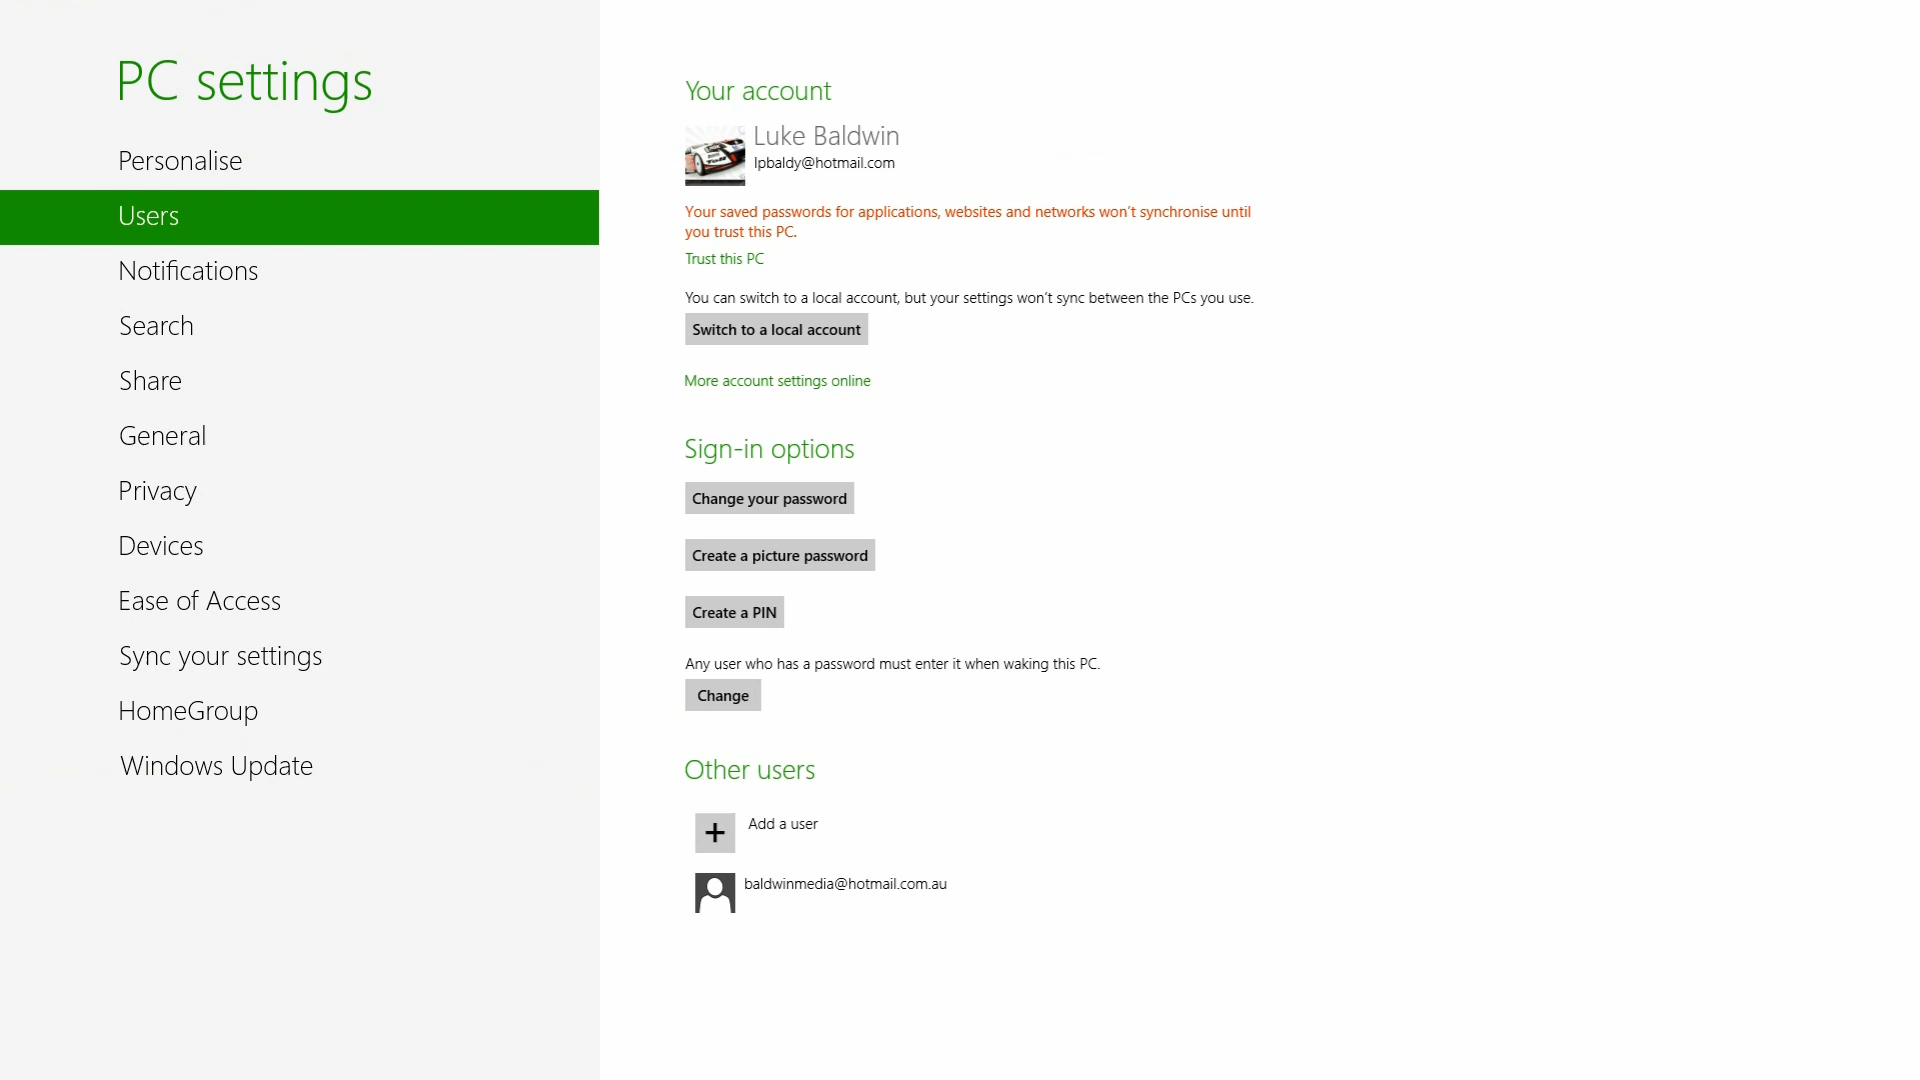 PC settings
Personalise
Users
Notifications
Search
Share
General
Privacy
Devices
Ease of Access
Sync your settings
HomeGroup
Windows Update
Your account
Luke Baldwin
lpbaldy@hotmail.com
Your saved passwords for applications, websites and networks won't synchronise until
you trust this PC.
Trust this PC
You can switch to a local account, but your settings won't sync between the PCs you use.
Switch to a local account
More account settings online
Sign-in options
Change your password
Create a picture password
Create a PIN
Any user who has a password must enter it when waking this PC.
Change
Other users
Add a user
baldwinmedia@hotmail.com.au